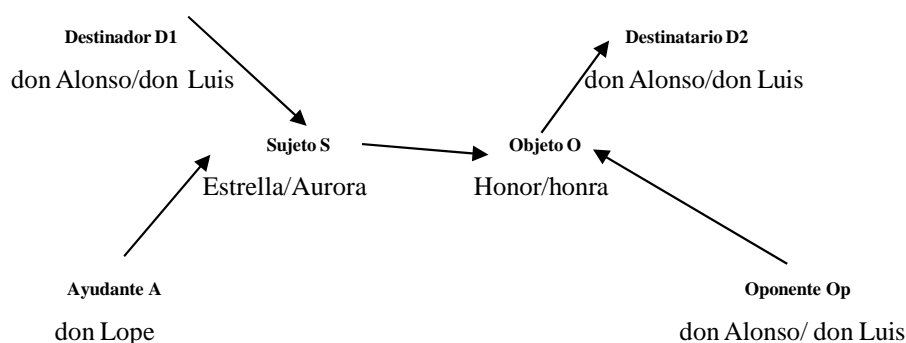 Destinador D1
Destinatario D2
don Alonso/don Luis
don Alonso/don Luis
Sujeto S
Objeto O
Estrella/Aurora
Honor/honra
Ayudante A
Oponente Op
don Lope
don Alonso/ don Luis